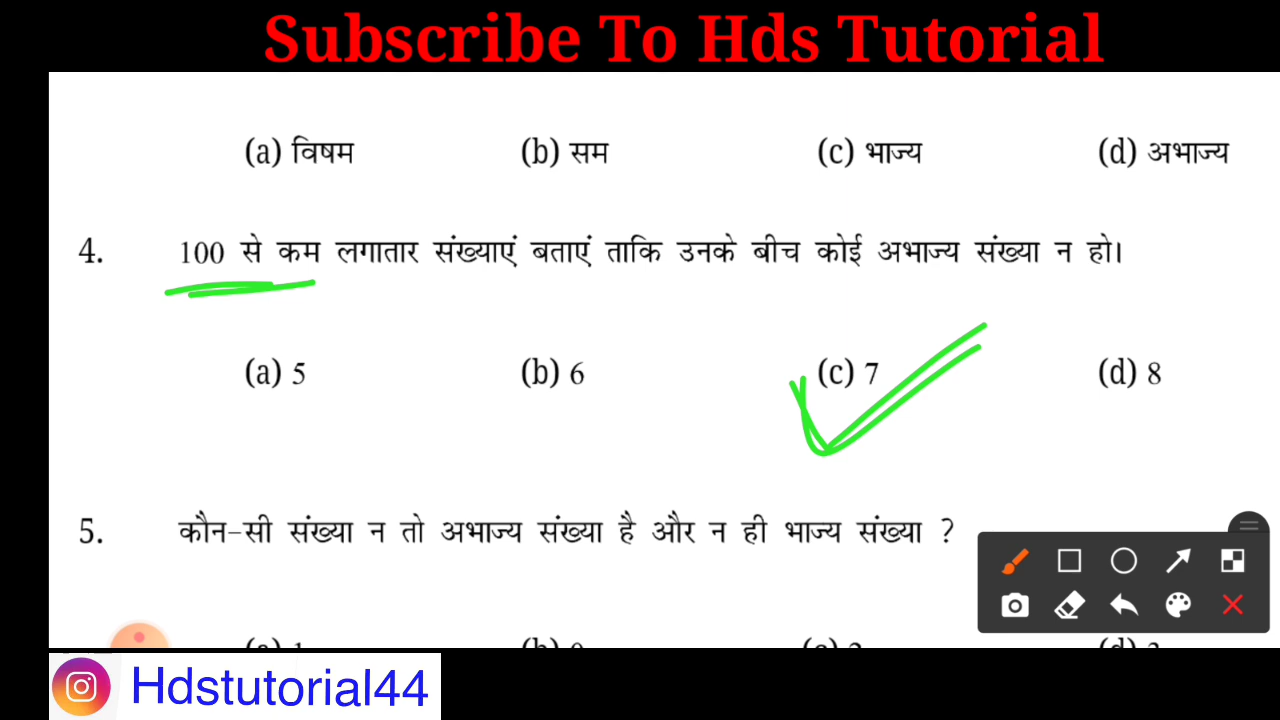 Subscribe To Hds Tutorial
(a) विषम (b) सम (c) भाज्य (d) अभाज्य
4. 100 से कम लगातार संख्याएं बताएं ताकि उनके बीच कोई अभाज्य संख्या न हो।
(a) 5 (b) 6 (c) 7 (d) 8
5. कौन-सी संख्या न तो अभाज्य संख्या है और न ही भाज्य संख्या ?
Hdstutorial44